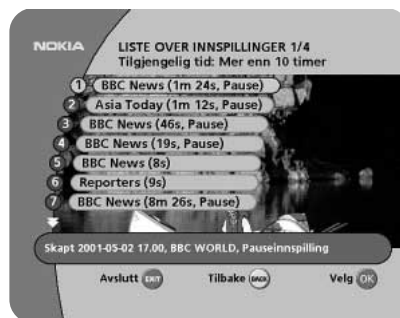 NOKIA
LISTE OVER INNSPILLINGER 1/4
Tilgjengelig tid: Mer enn 10 timer
1 BBC News (1m 24s, Pause)
2 Asia Today (1m 12s, Pause)
3 BBC News (46s, Pause)
4 BBC News (19s, Pause)
5 BBC News (8s)
6 Reporters (9s)
7 BBC News (8m 26s, Pause)
Skapt 2001-05-02 17.00, BBC WORLD, Pauseinnspilling
Avslutt EXIT Tilbake BACK Velg OK